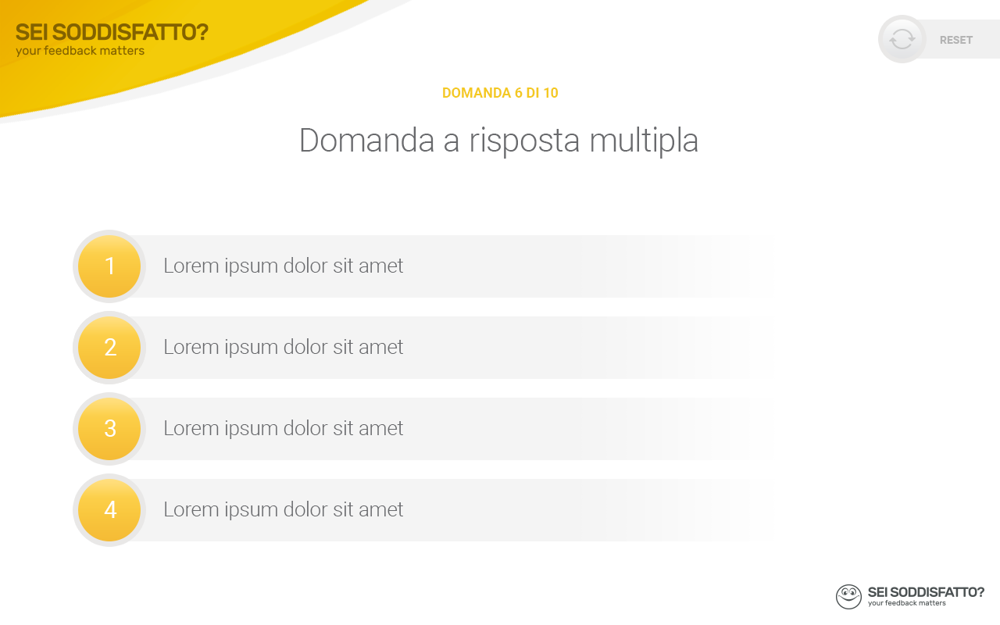 SEI SODDISFATTO?
your feedback matters
RESET
DOMANDA 6 DI 10
Domanda a risposta multipla
1 Lorem ipsum dolor sit amet
2 Lorem ipsum dolor sit amet
3 Lorem ipsum dolor sit amet
4 Lorem ipsum dolor sit amet
SEI SODDISFATTO?
your feedback matters